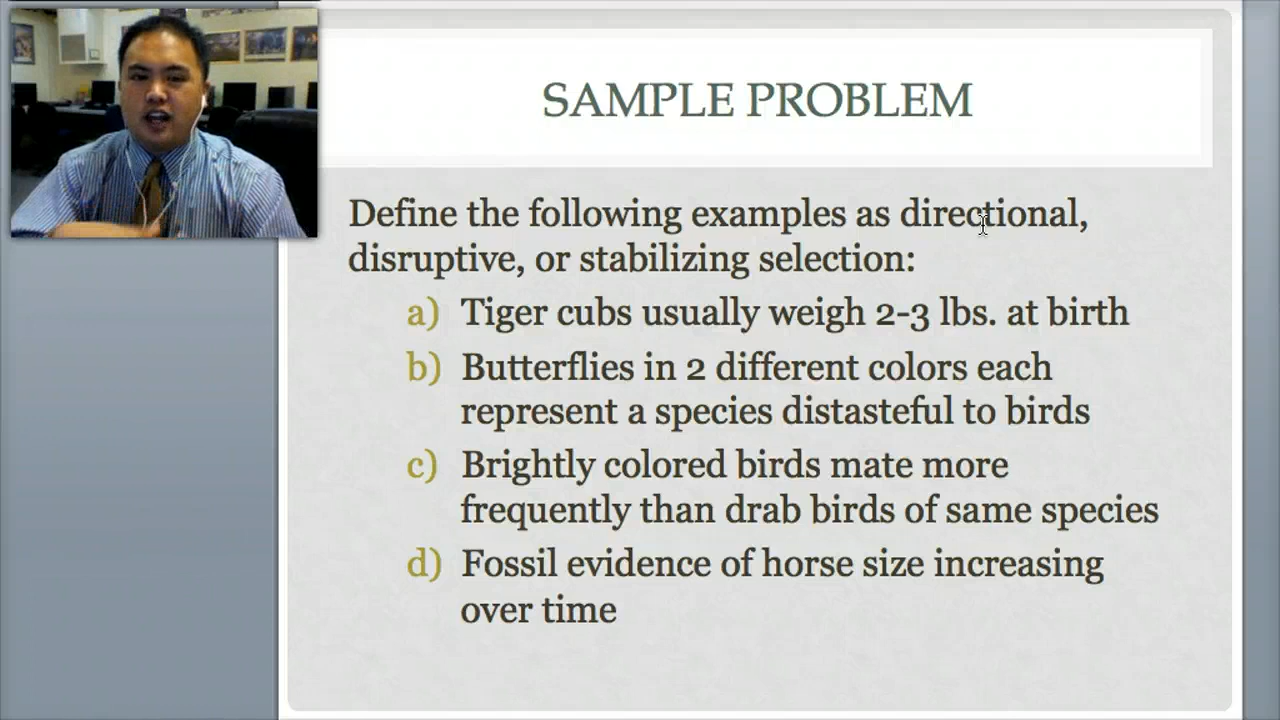 SAMPLE PROBLEM
Define the following examples as directional,
disruptive, or stabilizing selection:
a) Tiger cubs usually weigh 2-3 lbs. at birth
b) Butterflies in 2 different colors each
represent a species distasteful to birds
c) Brightly colored birds mate more
frequently than drab birds of same species
d) Fossil evidence of horse size increasing
over time